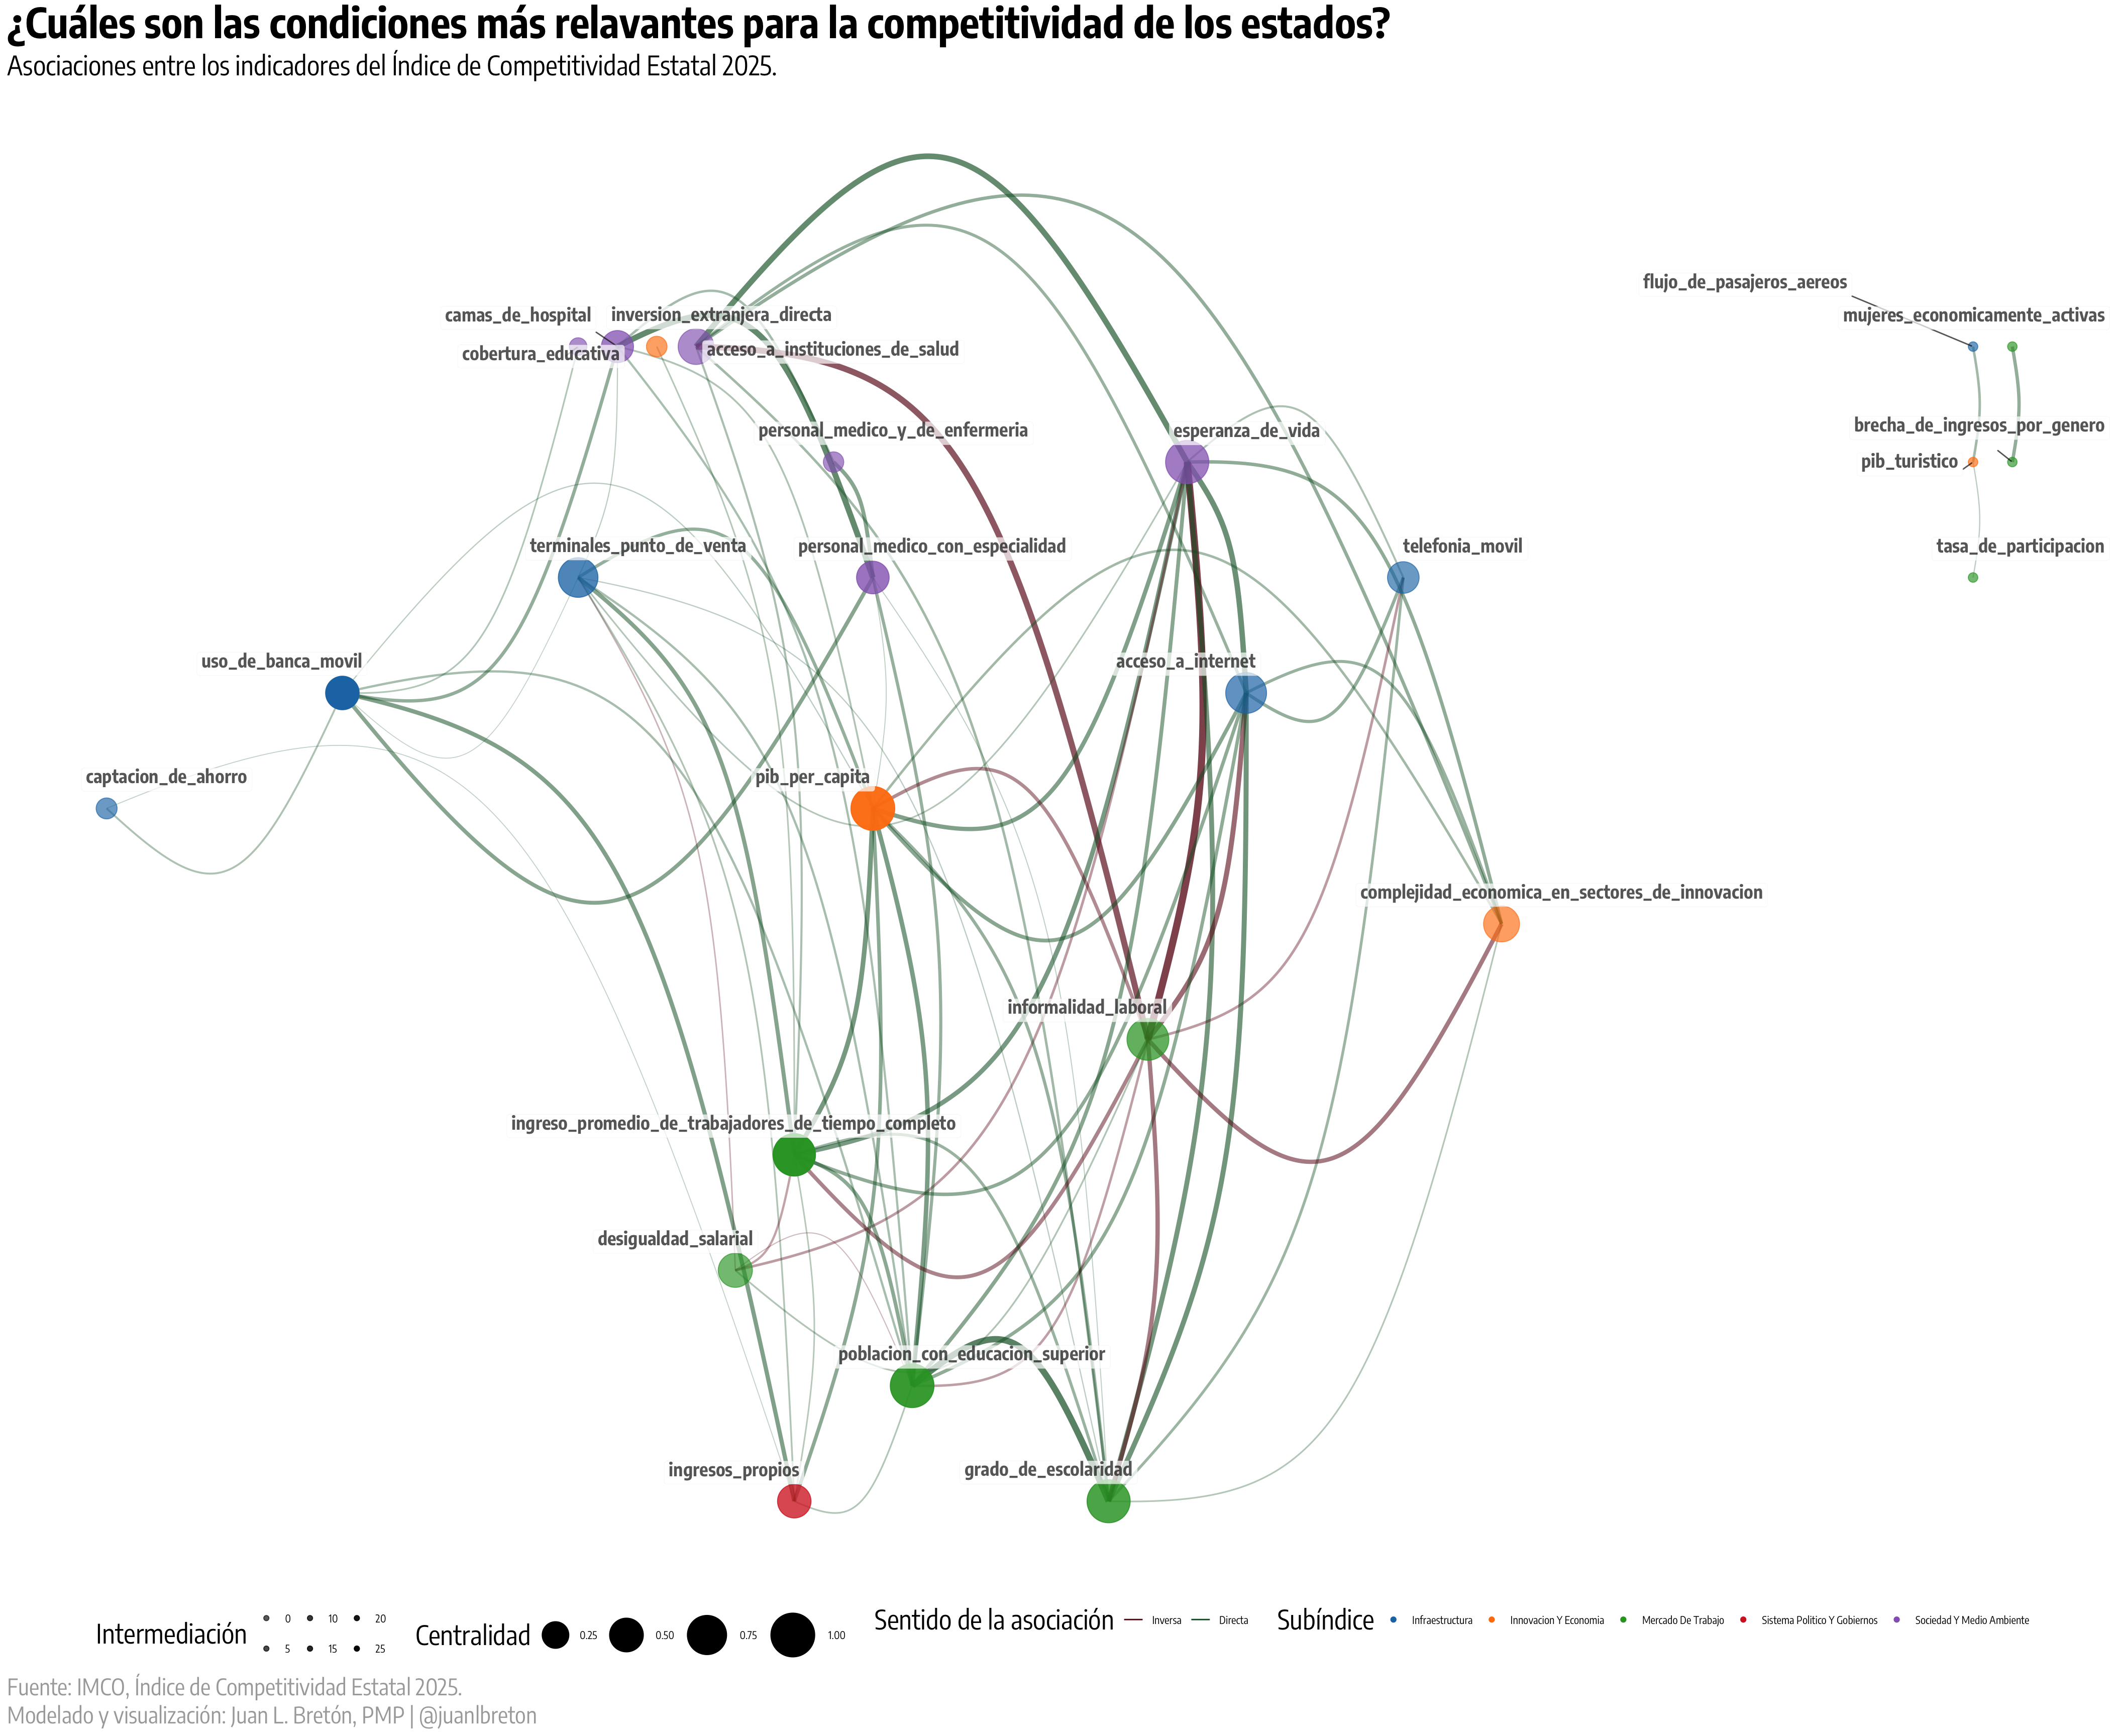 ¿Cuáles son las condiciones más relavantes para la competitividad de los estados?
Asociaciones entre los indicadores del Índice de Competitividad Estatal 2025.
flujo_de_pasajeros_aereos
camas_de_hospital
inversion_extranjera_directa
mujeres_economicamente_activas
cobertura_educativa
acceso_a_instituciones_de_salud
personal_medico_y_de_enfermeria
esperanza_de_vida
brecha_de_ingresos_por_genero
pib_turistico
terminales_punto_de_venta
personal_medico_con_especialidad
telefonia_movil
tasa_de_participacion
uso_de_banca_movil
acceso_a_internet
captacion_de_ahorro
pib_per_capita
complejidad_economica_en_sectores_de_innovacion
informalidad_laboral
ingreso_promedio_de_trabajadores_de_tiempo_completo
desigualdad_salarial
poblacion_con_educacion_superior
ingresos_propios
grado_de_escolaridad
Intermediación
0 10 20
5 15 25
Centralidad 0.25 0.50 0.75 1.00
Sentido de la asociación Inversa Directa
Subíndice Infraestructura Innovacion Y Economia Mercado De Trabajo Sistema Politico Y Gobiernos Sociedad Y Medio Ambiente
Fuente: IMCO, Índice de Competitividad Estatal 2025.
Modelado y visualización: Juan L. Bretón, PMP | @juanlbreton